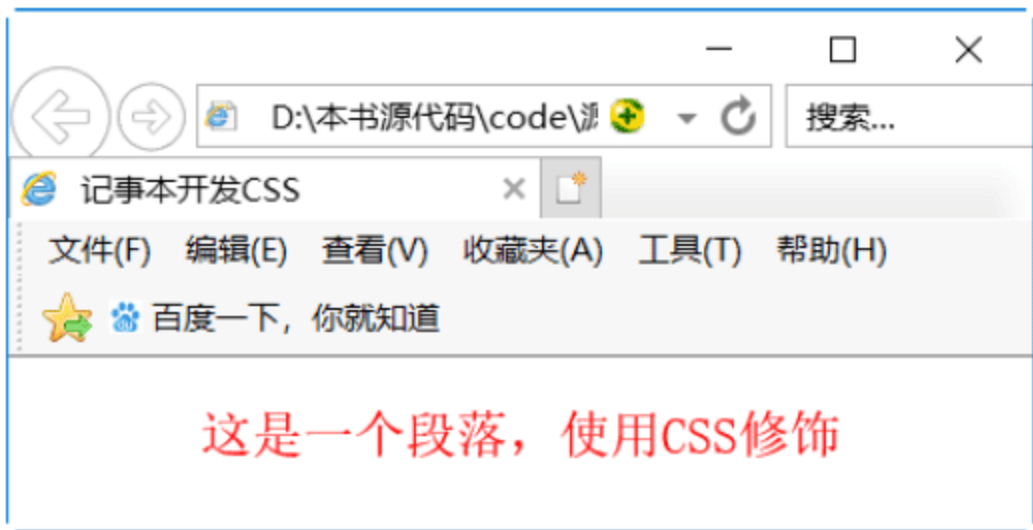 D:\本书源代码\code\源
搜索...
记事本开发CSS
文件(F) 编辑(E) 查看(V) 收藏夹(A) 工具(T) 帮助(H)
百度一下，你就知道
这是一个段落，使用CSS修饰